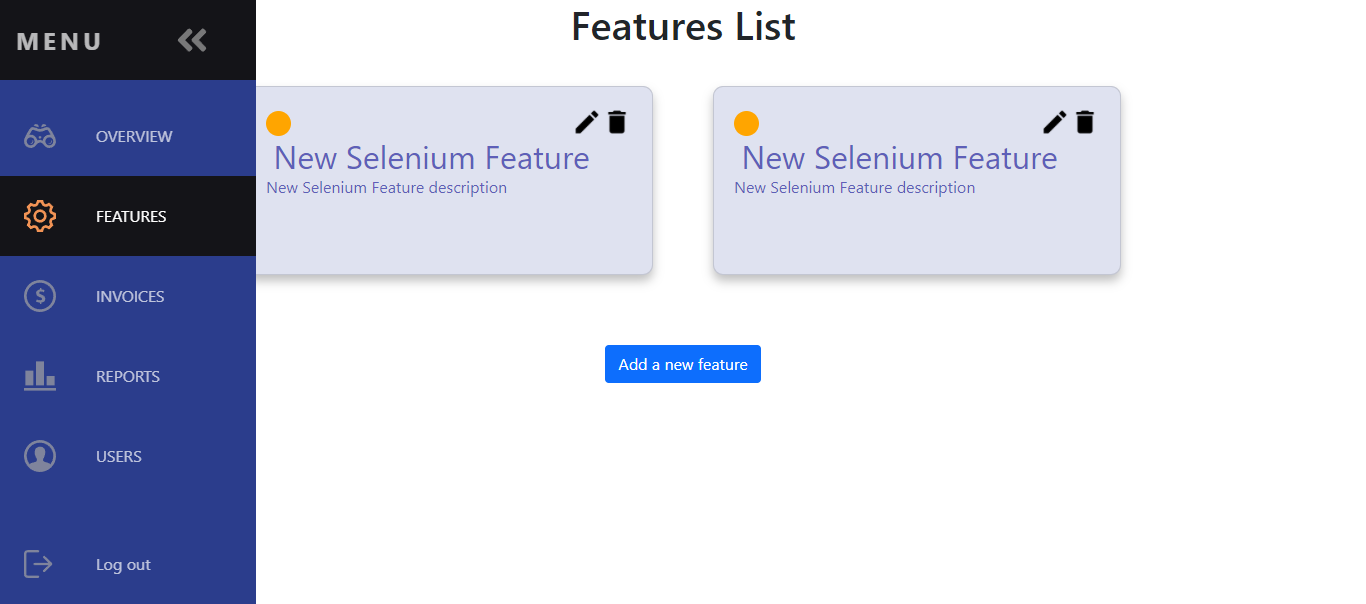 MENU
OVERVIEW
FEATURES
INVOICES
REPORTS
USERS
Log out
Features List
New Selenium Feature
New Selenium Feature description
New Selenium Feature
New Selenium Feature description
Add a new feature